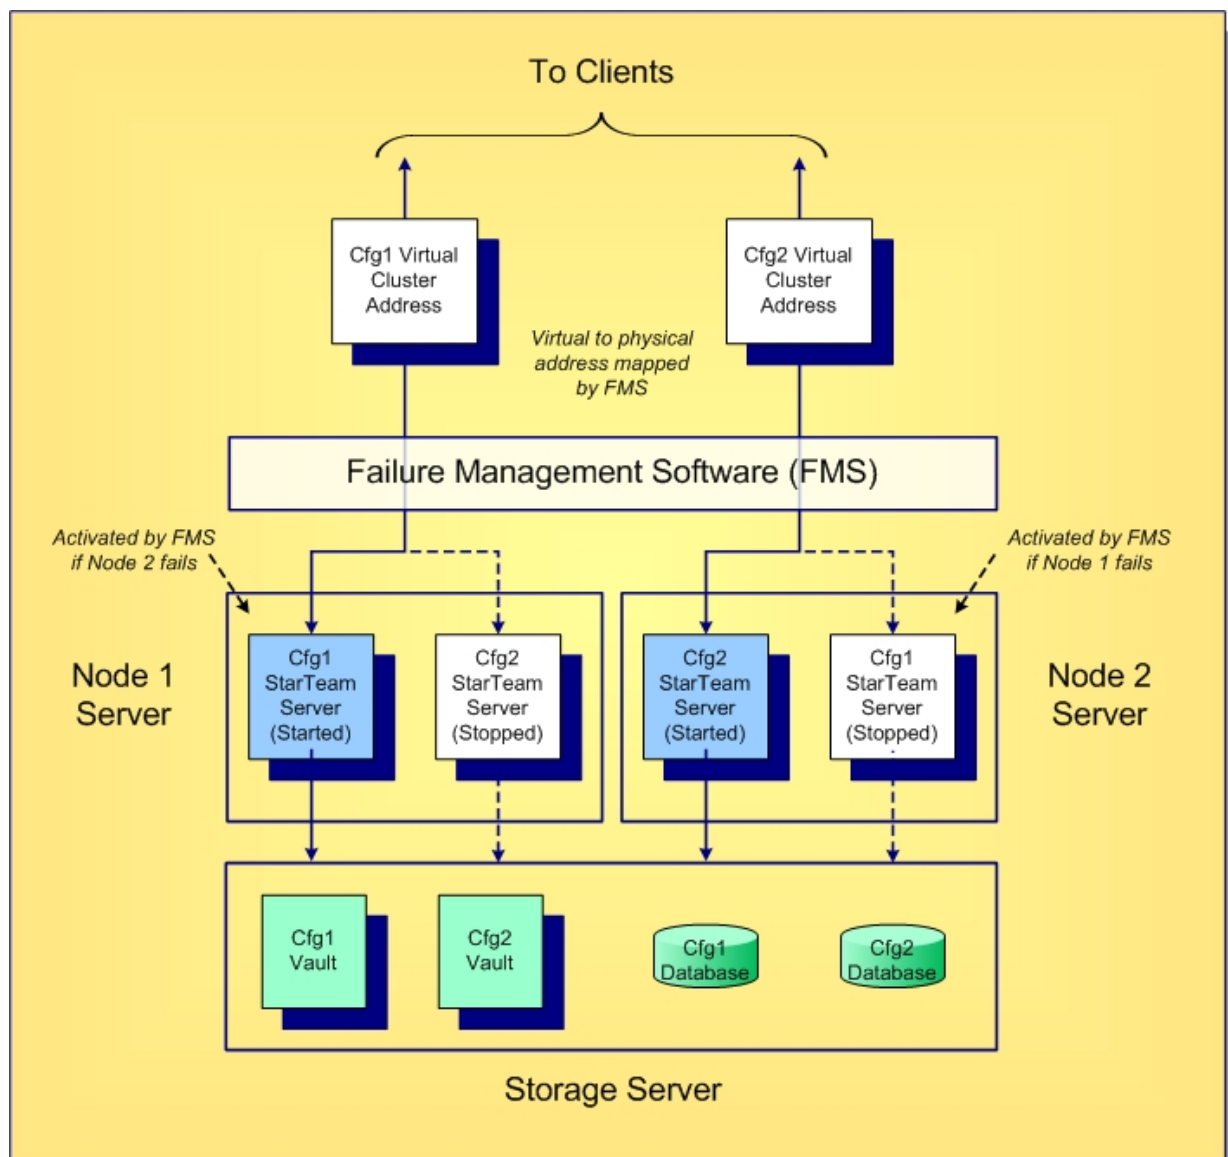 To Clients
Cfg1 Virtual
Cluster
Address
Cfg2 Virtual
Cluster
Address
Virtual to physical
address mapped
by FMS
Failure Management Software (FMS)
Activated by FMS
if Node 2 fails
Activated by FMS
if Node 1 fails
Node 1
Server
Cfg1
StarTeam
Server
(Started)
Cfg2
StarTeam
Server
(Stopped)
Cfg2
StarTeam
Server
(Started)
Cfg1
StarTeam
Server
(Stopped)
Node 2
Server
Cfg1
Vault
Cfg2
Vault
Cfg1
Database
Cfg2
Database
Storage Server